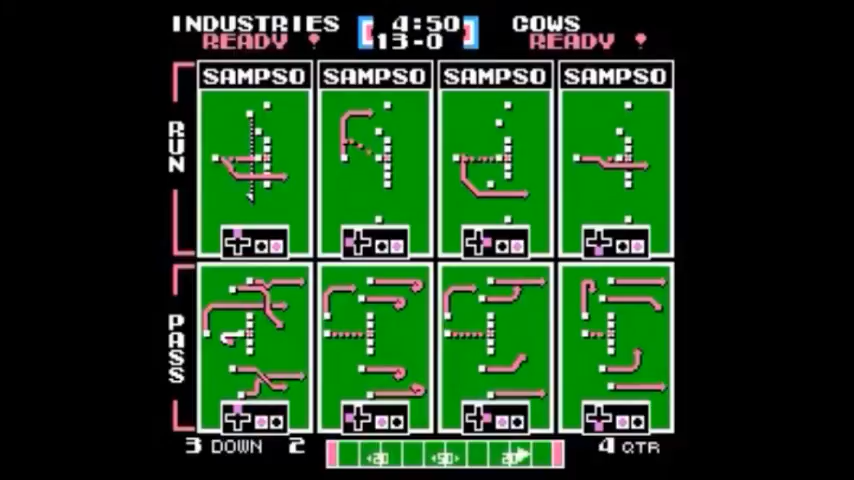 INDUSTRIES 4:50 COWS
READY 13-0 READY
SAMPSO SAMPSO SAMPSO SAMPSO
RUN
PASS
3 DOWN 2 4 QTR
20 50 20